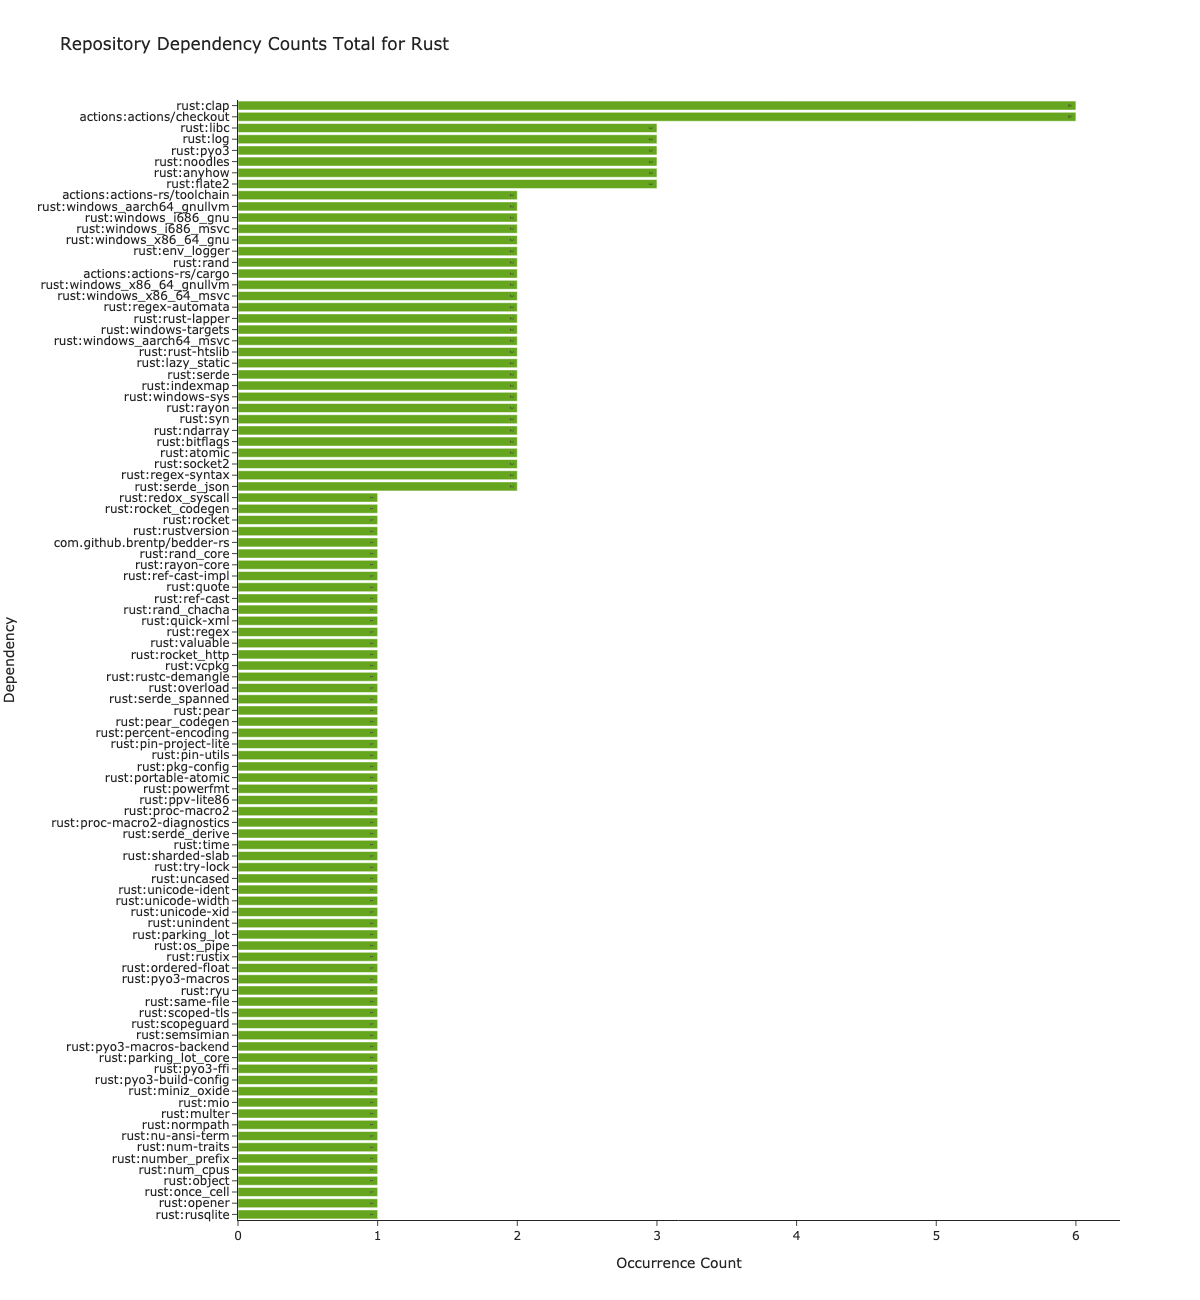 Repository Dependency Counts Total for Rust
rust:clap
actions:actions/checkout
rust:libc
rust:log
rust:pyo3
rust:noodles
rust:anyhow
rust:flate2
actions:actions-rs/toolchain
rust:windows_aarch64_gnullvm
rust:windows_i686_gnu
rust:windows_i686_msvc
rust:windows_x86_64_gnu
rust:env_logger
rust:rand
actions:actions-rs/cargo
rust:windows_x86_64_gnullvm
rust:windows_x86_64_msvc
rust:regex-automata
rust:rust-lapper
rust:windows-targets
rust:windows_aarch64_msvc
rust:rust-htslib
rust:lazy_static
rust:serde
rust:indexmap
rust:windows-sys
rust:rayon
rust:syn
rust:ndarray
rust:bitflags
rust:atomic
rust:socket2
rust:regex-syntax
rust:serde_json
rust:redox_syscall
rust:rocket_codegen
rust:rocket
rust:rustversion
com.github.brentp/bedder-rs
rust:rand_core
rust:rayon-core
rust:ref-cast-impl
rust:quote
rust:ref-cast
rust:rand_chacha
rust:quick-xml
rust:regex
rust:valuable
rust:rocket_http
rust:vcpkg
rust:rustc-demangle
rust:overload
rust:serde_spanned
rust:pear
rust:pear_codegen
rust:percent-encoding
rust:pin-project-lite
rust:pin-utils
rust:pkg-config
rust:portable-atomic
rust:powerfmt
rust:ppv-lite86
rust:proc-macro2
rust:proc-macro2-diagnostics
rust:serde_derive
rust:time
rust:sharded-slab
rust:try-lock
rust:uncased
rust:unicode-ident
rust:unicode-width
rust:unicode-xid
rust:unindent
rust:parking_lot
rust:os_pipe
rust:rustix
rust:ordered-float
rust:pyo3-macros
rust:ryu
rust:same-file
rust:scoped-tls
rust:scopeguard
rust:semsimian
rust:pyo3-macros-backend
rust:parking_lot_core
rust:pyo3-ffi
rust:pyo3-build-config
rust:miniz_oxide
rust:mio
rust:multer
rust:normpath
rust:nu-ansi-term
rust:num-traits
rust:number_prefix
rust:num_cpus
rust:object
rust:once_cell
rust:opener
rust:rusqlite
Dependency
0 1 2 3 4 5 6
Occurrence Count